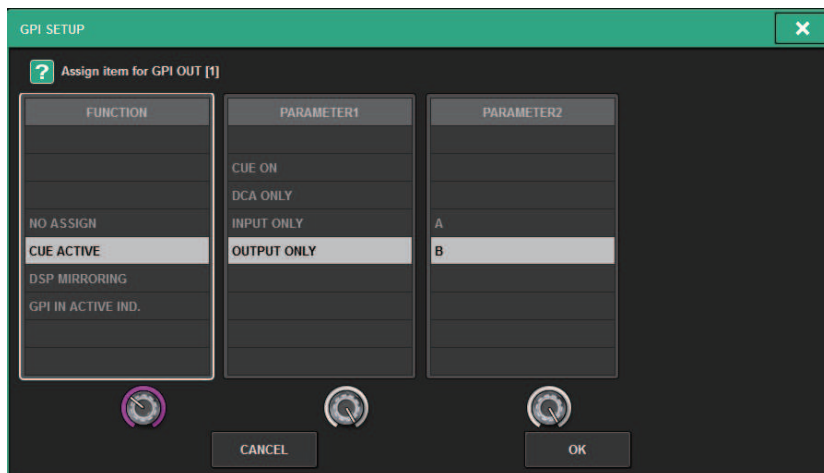 GPI SETUP
? Assign item for GPI OUT [1]
FUNCTION PARAMETER1 PARAMETER2
CUE ON
DCA ONLY
NO ASSIGN INPUT ONLY A
CUE ACTIVE OUTPUT ONLY B
DSP MIRRORING
GPI IN ACTIVE IND.
CANCEL OK